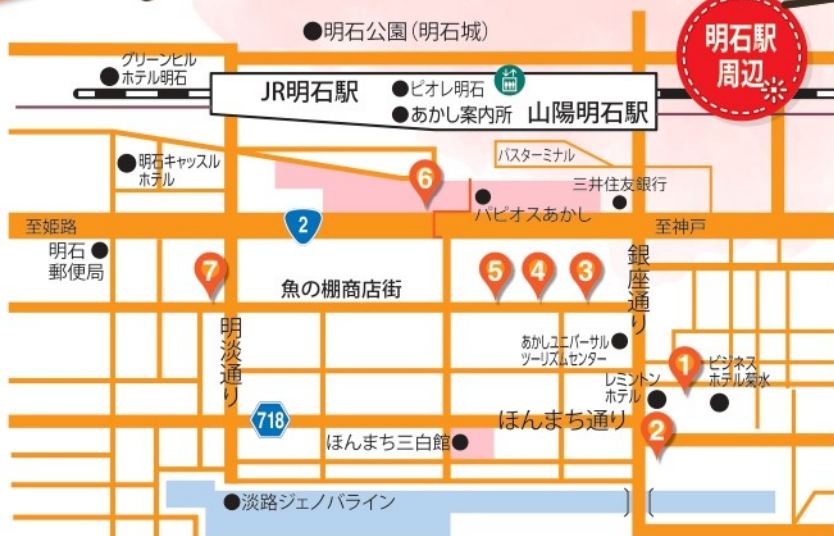 明石公園(明石城)
明石駅
周辺
グリーンヒル
ホテル明石
JR明石駅
ピオレ明石
あかし案内所
山陽明石駅
明石キャッスル
ホテル
バスターミナル
6
三井住友銀行
パピオスあかし
至姫路
2
至神戸
明石
郵便局
7
魚の棚商店街
5
4
3
銀座通り
明淡通り
あかしユニバーサル
ツーリズムセンター
1
ビジネス
ホテル菊水
レミントン
ホテル
718
ほんまち通り
2
ほんまち三白館
淡路ジェノバライン